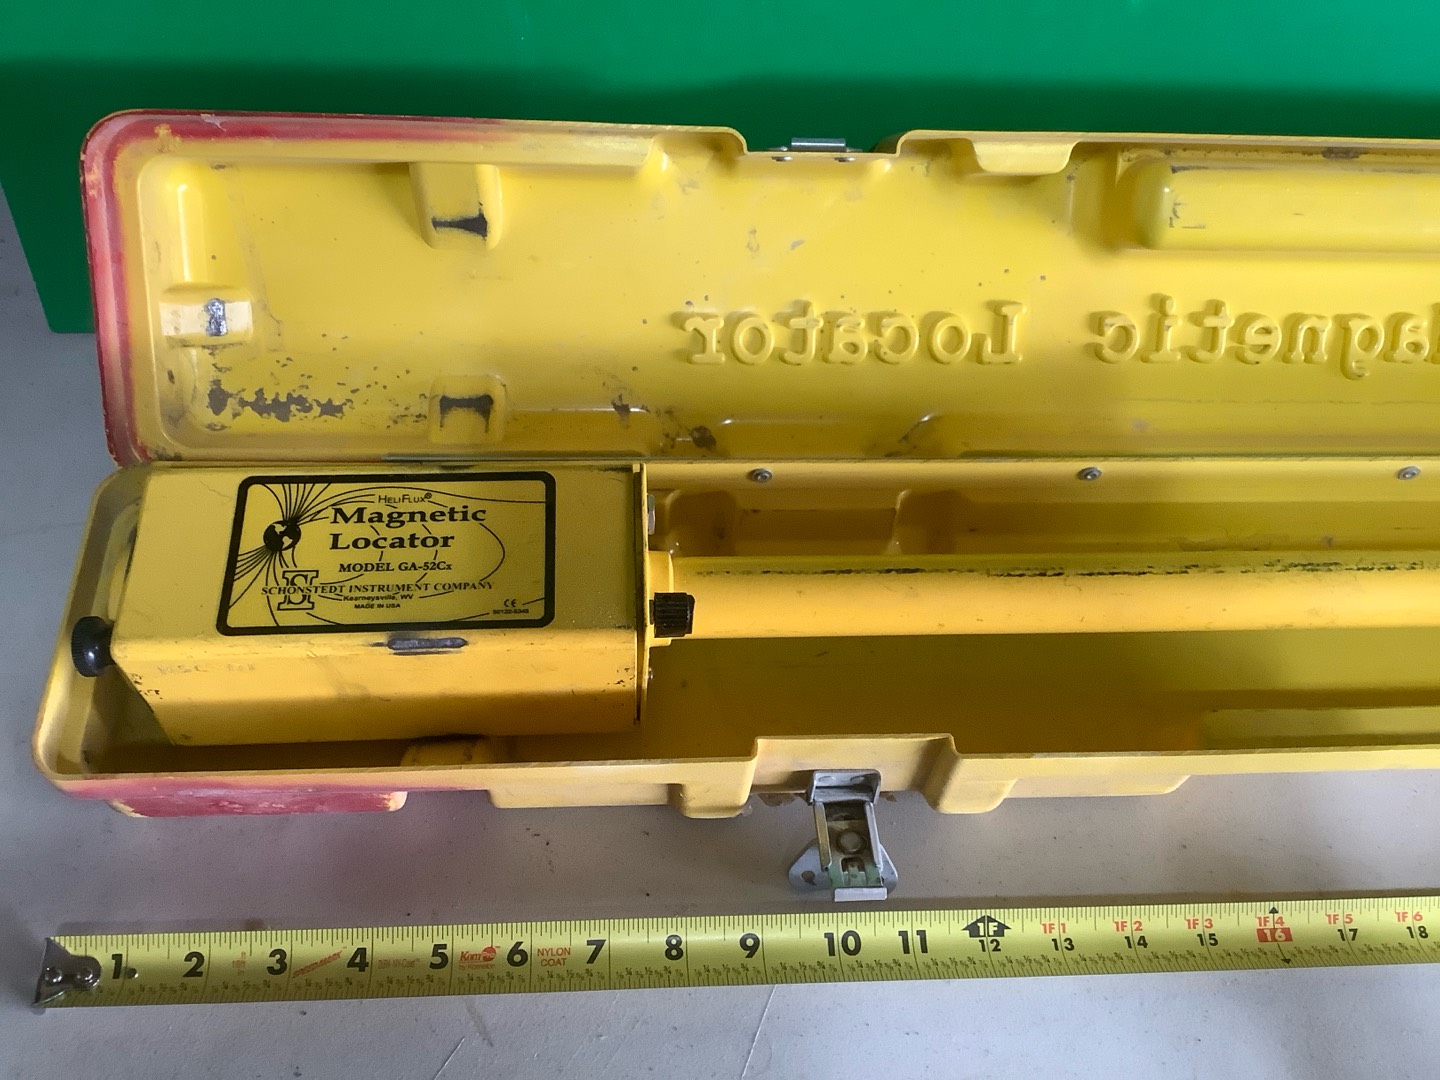 Magnetic Locator
HELIFLUX®
Magnetic
Locator
MODEL GA-52Cx
SCHONSTEDT INSTRUMENT COMPANY
Kearneysville, WV
MADE IN USA
CE
1 2 3 4 5 6 NYLON COAT 7 8 9 10 11 1F 12 1F1 13 1F2 14 1F3 15 1F4 16 1F5 17 1F6 18